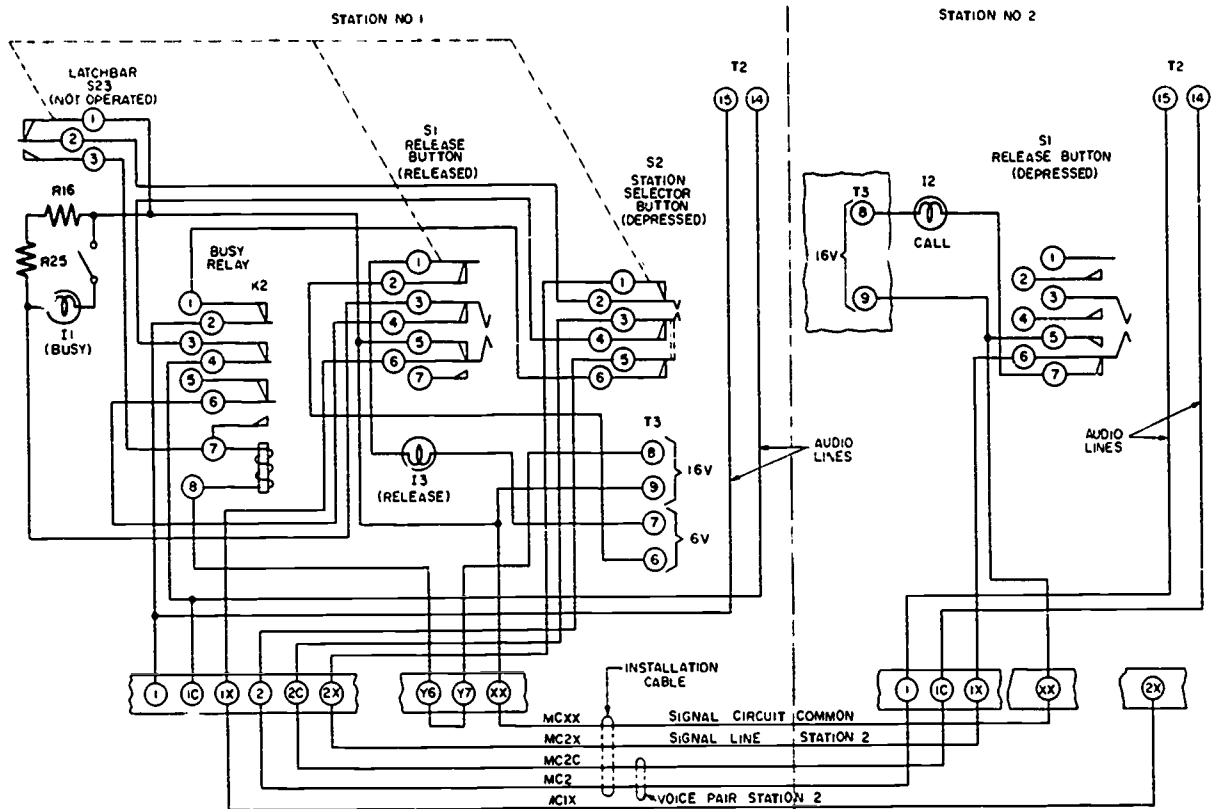 STATION NO 1
STATION NO 2
LATCHBAR
S23
(NOT OPERATED)
1
2
3
R16
R25
I1
(BUSY)
BUSY
RELAY
K2
1
2
3
4
5
6
7
8
S1
RELEASE
BUTTON
(RELEASED)
1
2
3
4
5
6
7
I3
(RELEASE)
S2
STATION
SELECTOR
BUTTON
(DEPRESSED)
1
2
3
4
5
6
T3
8
9
16V
7
6
6V
T2
15 14
AUDIO
LINES
T3
8
16V
9
I2
CALL
S1
RELEASE BUTTON
(DEPRESSED)
1
2
3
4
5
6
7
T2
15 14
AUDIO
LINES
1 1C 1X 2 2C 2X
Y6 Y7 XX
1 1C 1X
XX
2X
INSTALLATION
CABLE
MCXX SIGNAL CIRCUIT COMMON
MC2X SIGNAL LINE STATION 2
MC2C
MC2
AC1X VOICE PAIR STATION 2